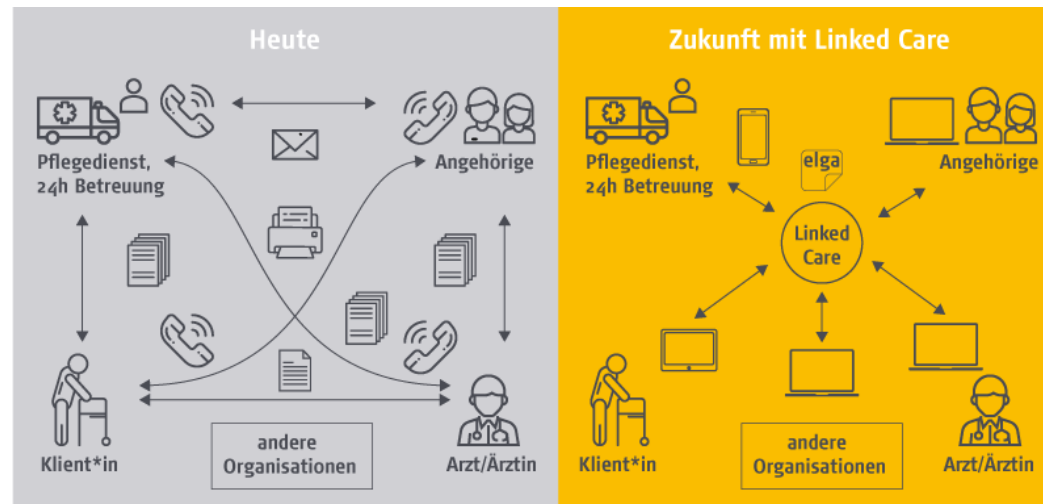 Heute
Pflegedienst,
24h Betreuung
Angehörige
Klient*in
andere
Organisationen
Arzt/Ärztin
Zukunft mit Linked Care
Pflegedienst,
24h Betreuung
elga
Angehörige
Linked
Care
Klient*in
andere
Organisationen
Arzt/Ärztin